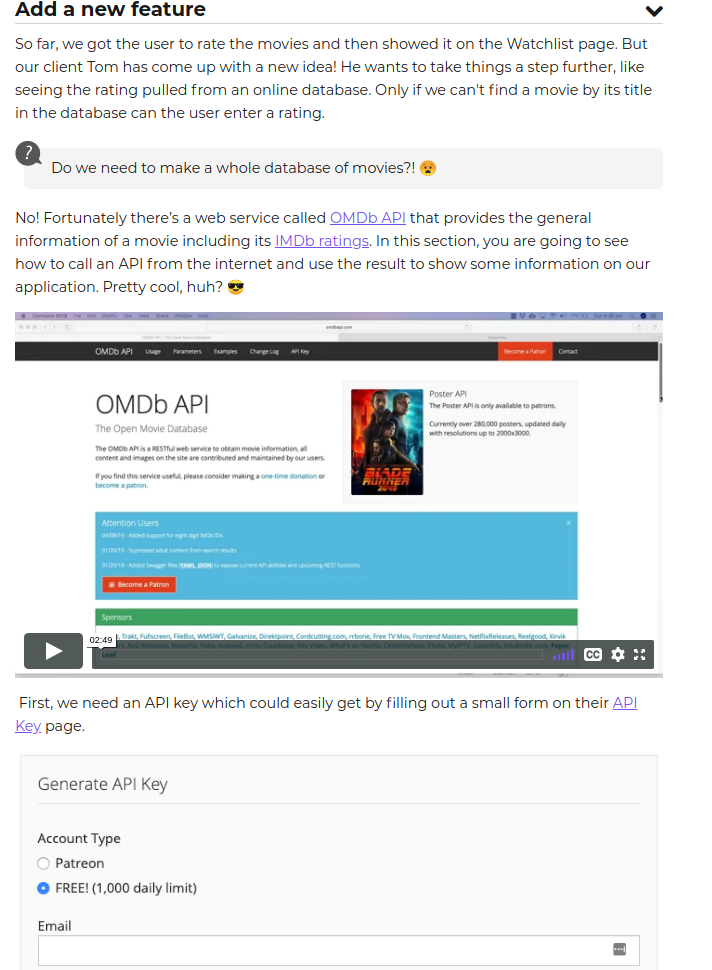 Add a new feature
So far, we got the user to rate the movies and then showed it on the Watchlist page. But
our client Tom has come up with a new idea! He wants to take things a step further, like
seeing the rating pulled from an online database. Only if we can't find a movie by its title
in the database can the user enter a rating.
?
Do we need to make a whole database of movies?! 😧
No! Fortunately there's a web service called OMDb API that provides the general
information of a movie including its IMDb ratings. In this section, you are going to see
how to call an API from the internet and use the result to show some information on our
application. Pretty cool, huh? 😎
omdbapi.com
OMDb API Usage Parameters Examples Change Log API Key Become a Patron Contact
OMDb API
The Open Movie Database
The OMDb API is a RESTful web service to obtain movie information, all
content and images on the site are contributed and maintained by our users.
If you find this service useful, please consider making a one-time donation or
become a patron.
Poster API
The Poster API is only available to patrons.
Currently over 280,000 posters, updated daily
with resolutions up to 2000x3000.
BLADE
RUNNER
2049
Attention Users
04/08/19 - Added support for eight digit IMDb IDs
01/20/19 - Supressed adult content from search results
01/20/19 - Added Swagger files (YAML, JSON) to expose current API abilities and upcoming REST functions
Become a Patron
Sponsors
Trakt, Fullscreen, FileBot, WMSIWT, Galvanize, Direktpoint, Cordcutting.com, rrbone, Free TV Mov, Frontend Masters, NetflixReleases, Reelgood, Xirvik
02:49
CC
First, we need an API key which could easily get by filling out a small form on their API
Key page.
Generate API Key
Account Type
Patreon
FREE! (1,000 daily limit)
Email